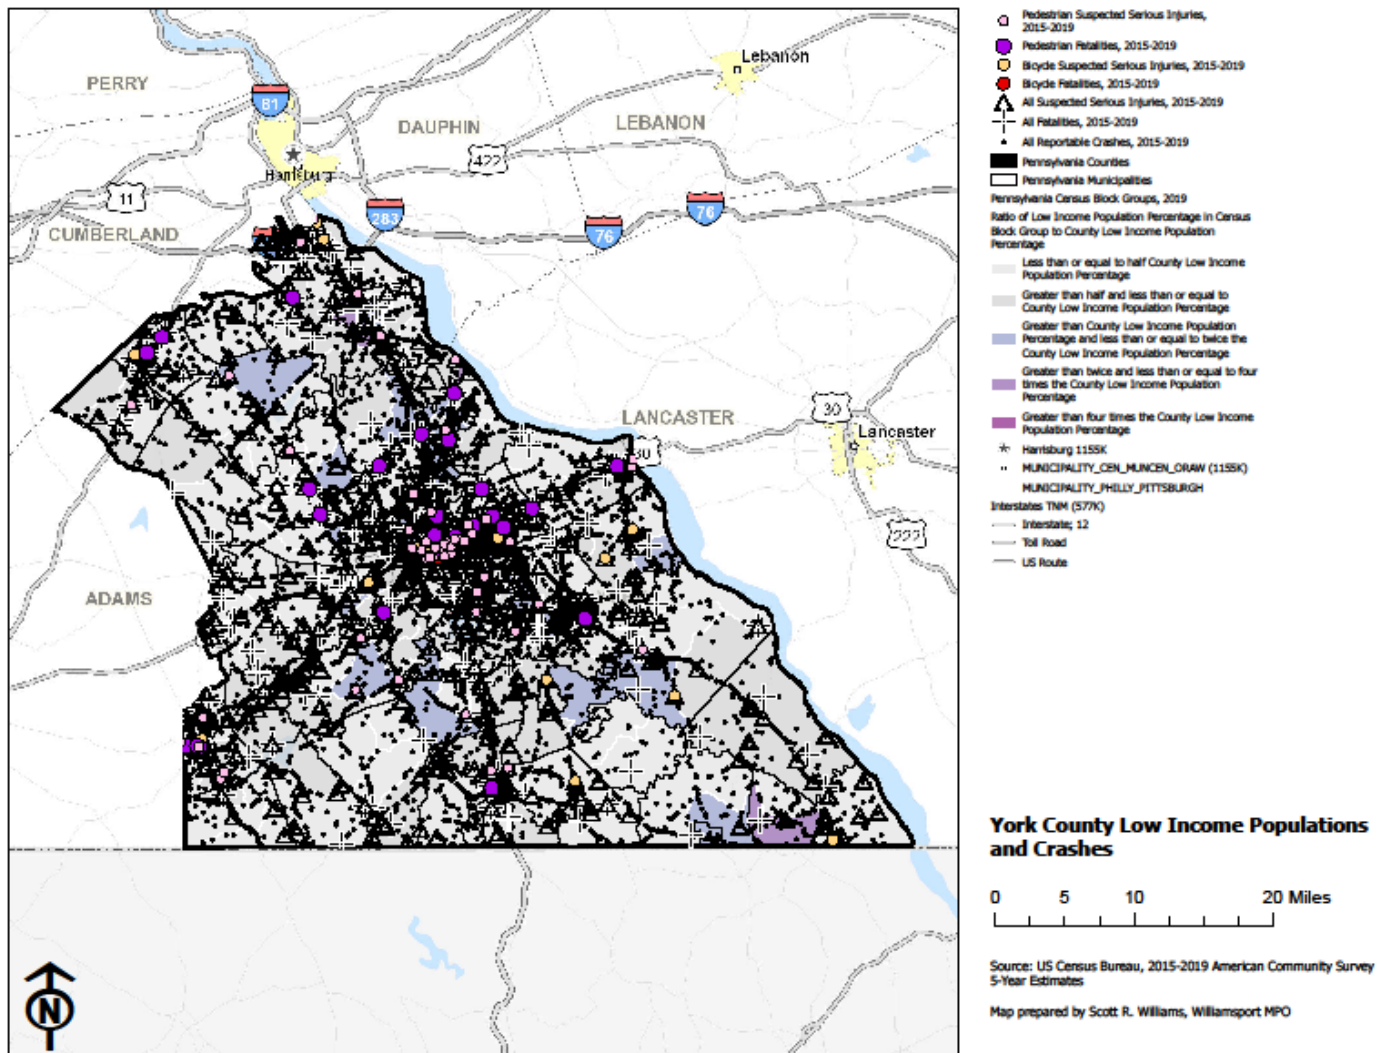 PERRY
81
Lebanon
DAUPHIN
LEBANON
422
Harrisburg
11
283
76
76
CUMBERLAND
LANCASTER
30
30
Lancaster
222
ADAMS
N
Pedestrian Suspected Serious Injuries,
2015-2019
Pedestrian Fatalities, 2015-2019
Bicycle Suspected Serious Injuries, 2015-2019
Bicycle Fatalities, 2015-2019
All Suspected Serious Injuries, 2015-2019
All Fatalities, 2015-2019
All Reportable Crashes, 2015-2019
Pennsylvania Counties
Pennsylvania Municipalities
Pennsylvania Census Block Groups, 2019
Ratio of Low Income Population Percentage in Census
Block Group to County Low Income Population
Percentage
Less than or equal to half County Low Income
Population Percentage
Greater than half and less than or equal to
County Low Income Population Percentage
Greater than County Low Income Population
Percentage and less than or equal to twice the
County Low Income Population Percentage
Greater than twice and less than or equal to four
times the County Low Income Population
Percentage
Greater than four times the County Low Income
Population Percentage
Harrisburg 1155K
MUNICIPALITY_CEN_MUNCEN_ORAW (1155K)
MUNICIPALITY_PHILLY_PITTSBURGH
Interstates TNM (577K)
Interstate; 12
Toll Road
US Route
York County Low Income Populations
and Crashes
0 5 10 20 Miles
Source: US Census Bureau, 2015-2019 American Community Survey
5-Year Estimates
Map prepared by Scott R. Williams, Williamsport MPO